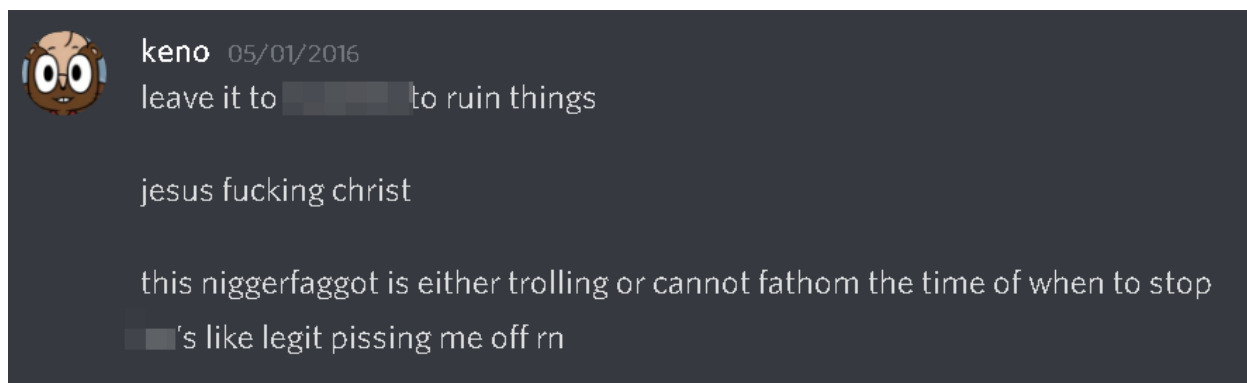 keno 05/01/2016
leave it to to ruin things
jesus fucking christ
this niggerfaggot is either trolling or cannot fathom the time of when to stop
's like legit pissing me off rn